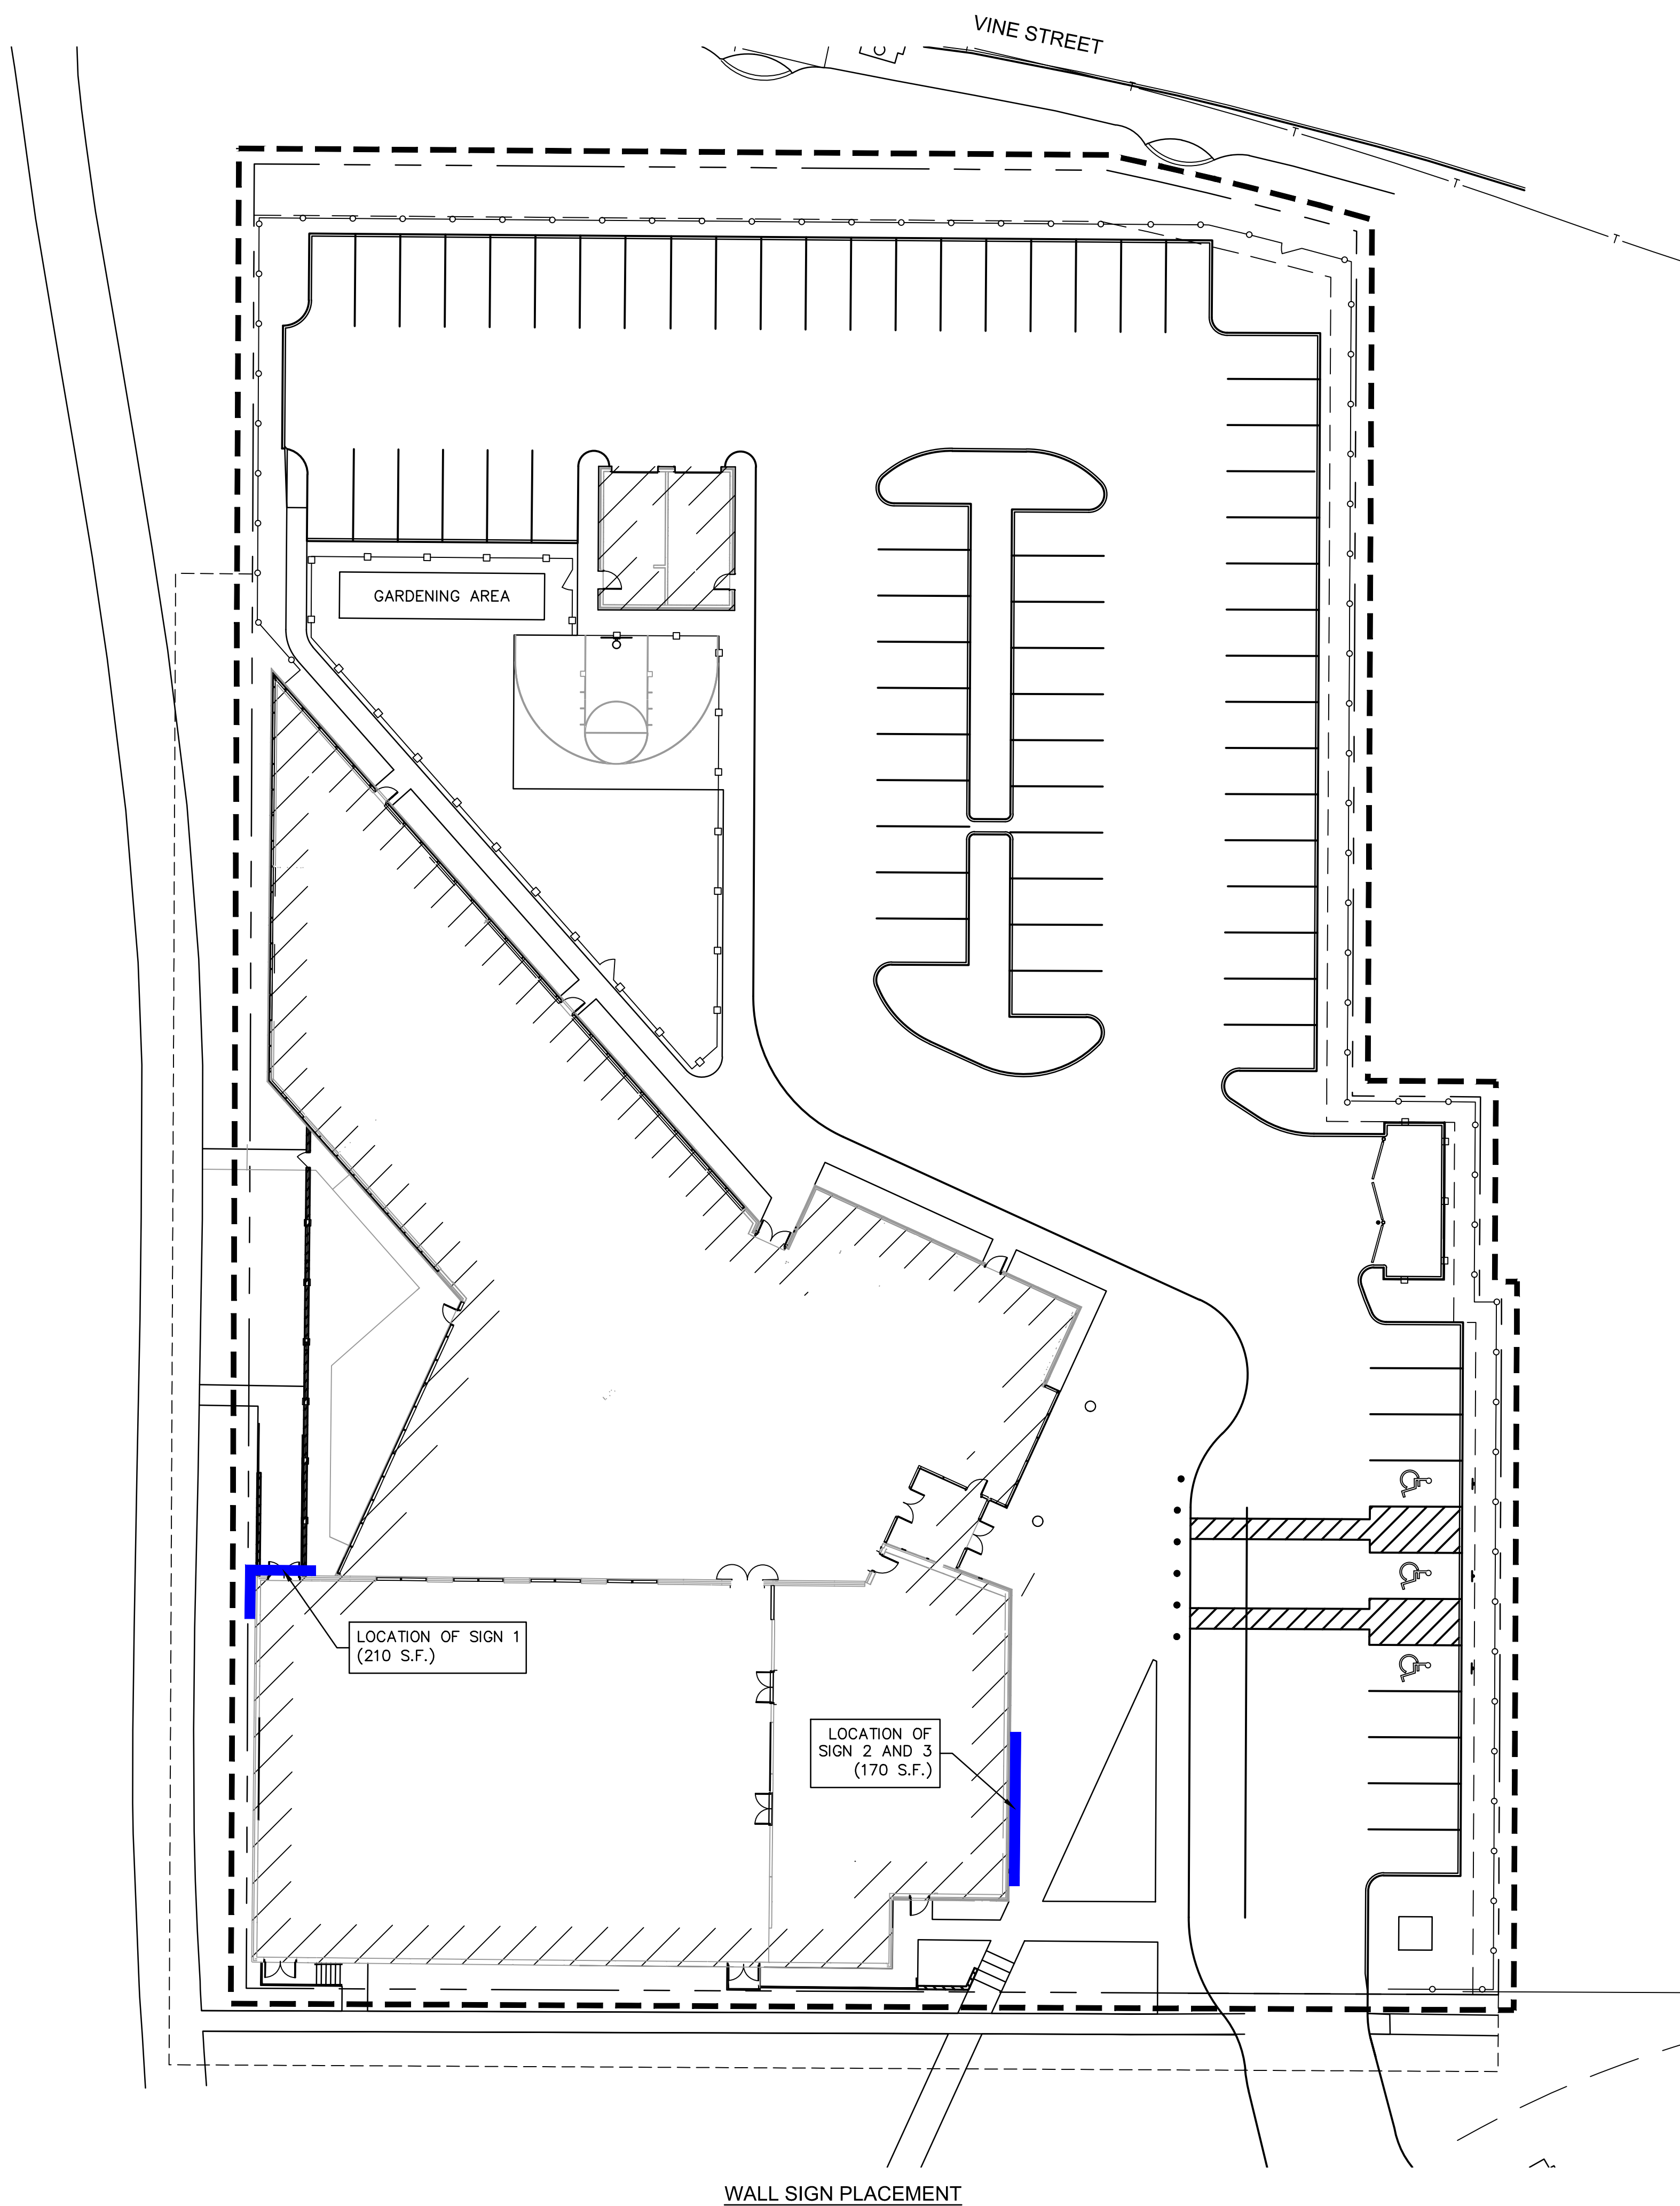 VINE STREET
T
T
T
T
GARDENING AREA
LOCATION OF SIGN 1
(210 S.F.)
LOCATION OF
SIGN 2 AND 3
(170 S.F.)
WALL SIGN PLACEMENT